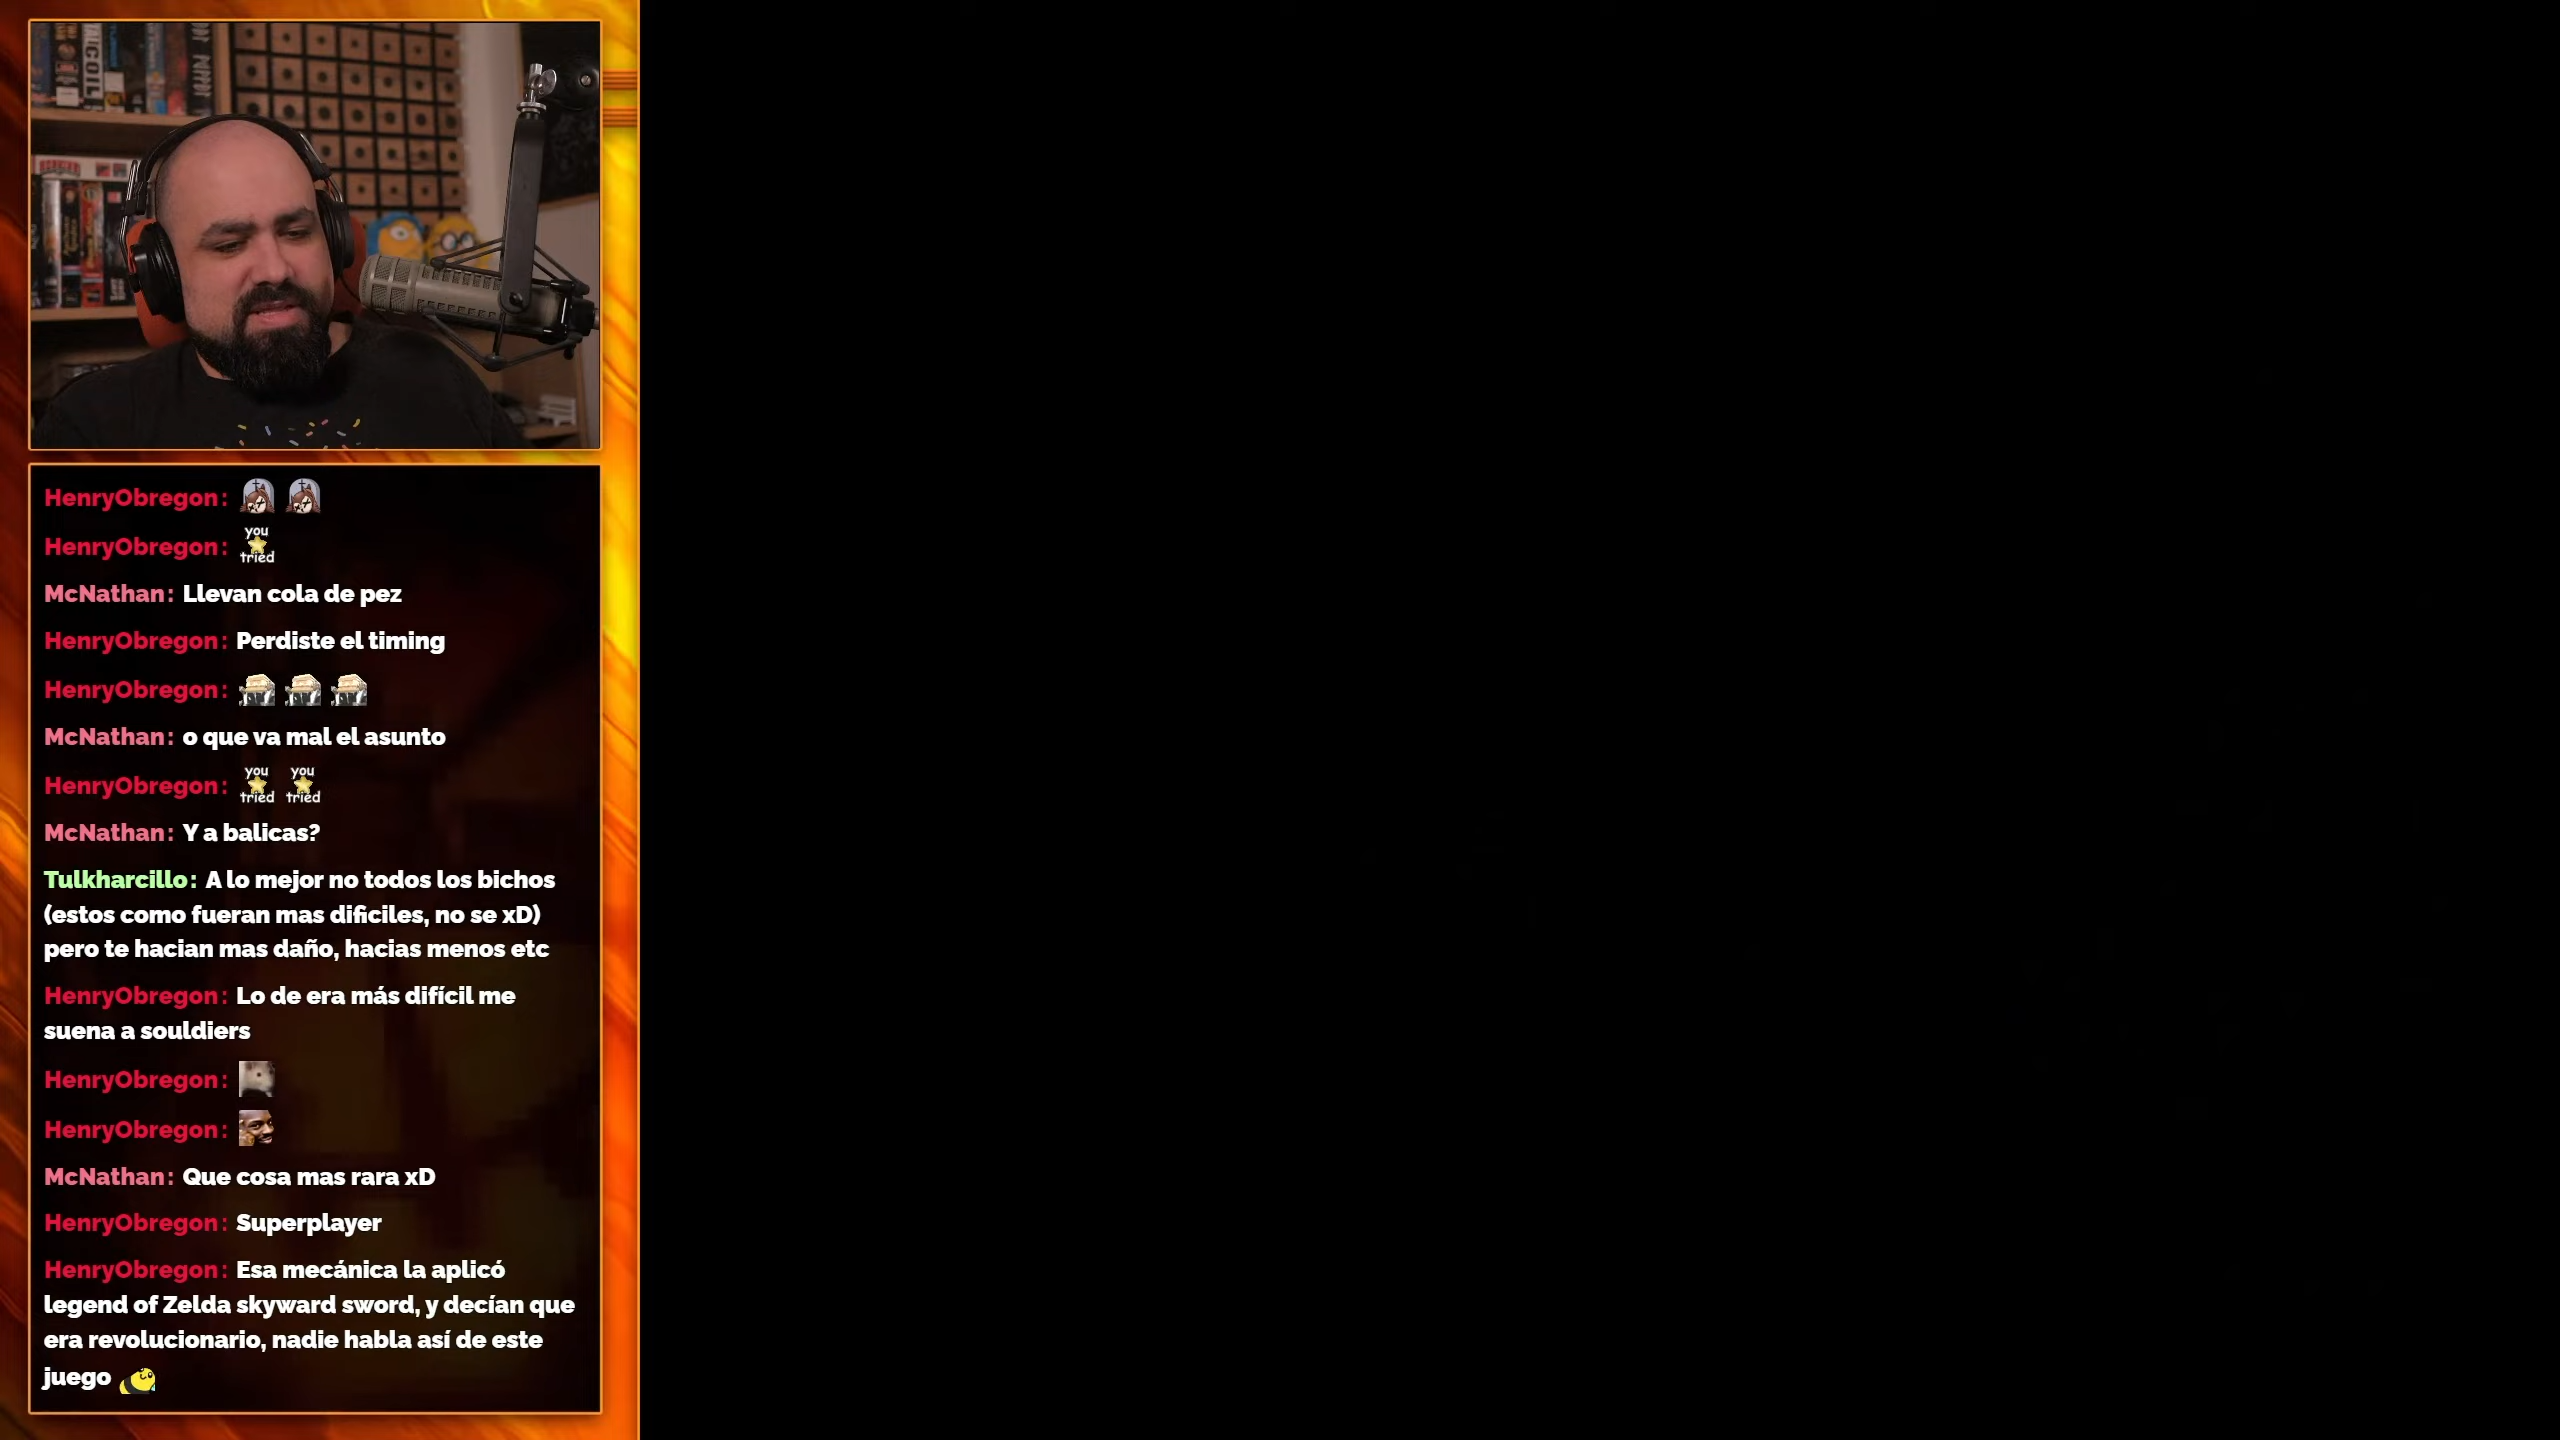 HenryObregon:
HenryObregon: you tried
McNathan: Llevan cola de pez
HenryObregon: Perdiste el timing
HenryObregon:
McNathan: o que va mal el asunto
HenryObregon: you tried you tried
McNathan: Y a balicas?
Tulkharcillo: A lo mejor no todos los bichos
(estos como fueran mas dificiles, no se xD)
pero te hacian mas daño, hacias menos etc
HenryObregon: Lo de era más difícil me
suena a souldiers
HenryObregon:
HenryObregon:
McNathan: Que cosa mas rara xD
HenryObregon: Superplayer
HenryObregon: Esa mecánica la aplicó
legend of Zelda skyward sword, y decían que
era revolucionario, nadie habla así de este
juego